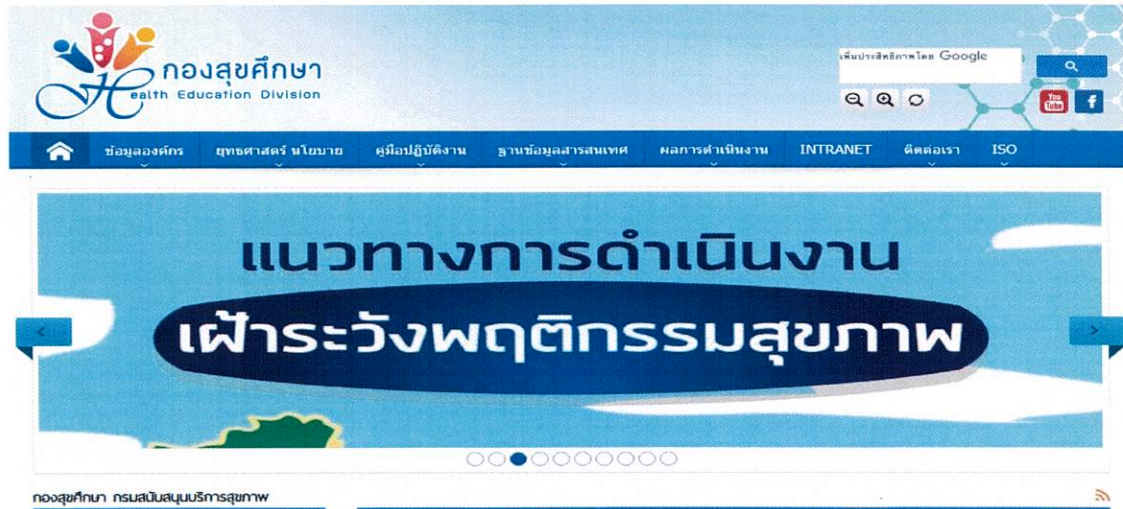 กองสุขศึกษา
Health Education Division
เพิ่มประสิทธิภาพโดย Google
You Tube
f
ข้อมูลองค์กร ยุทธศาสตร์ นโยบาย คู่มือปฏิบัติงาน ฐานข้อมูลสารสนเทศ ผลการดำเนินงาน INTRANET ติดต่อเรา ISO
แนวทางการดำเนินงาน
เฝ้าระวังพฤติกรรมสุขภาพ
กองสุขศึกษา กรมสนับสนุนบริการสุขภาพ